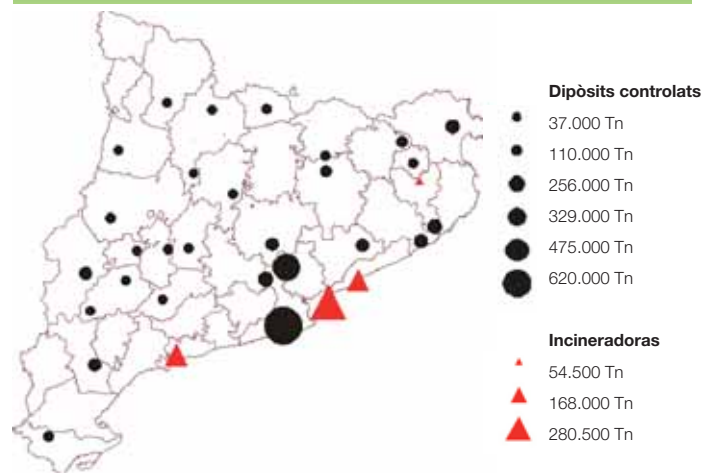 Dipòsits controlats
37.000 Tn
110.000 Tn
256.000 Tn
329.000 Tn
475.000 Tn
620.000 Tn
Incineradoras
54.500 Tn
168.000 Tn
280.500 Tn